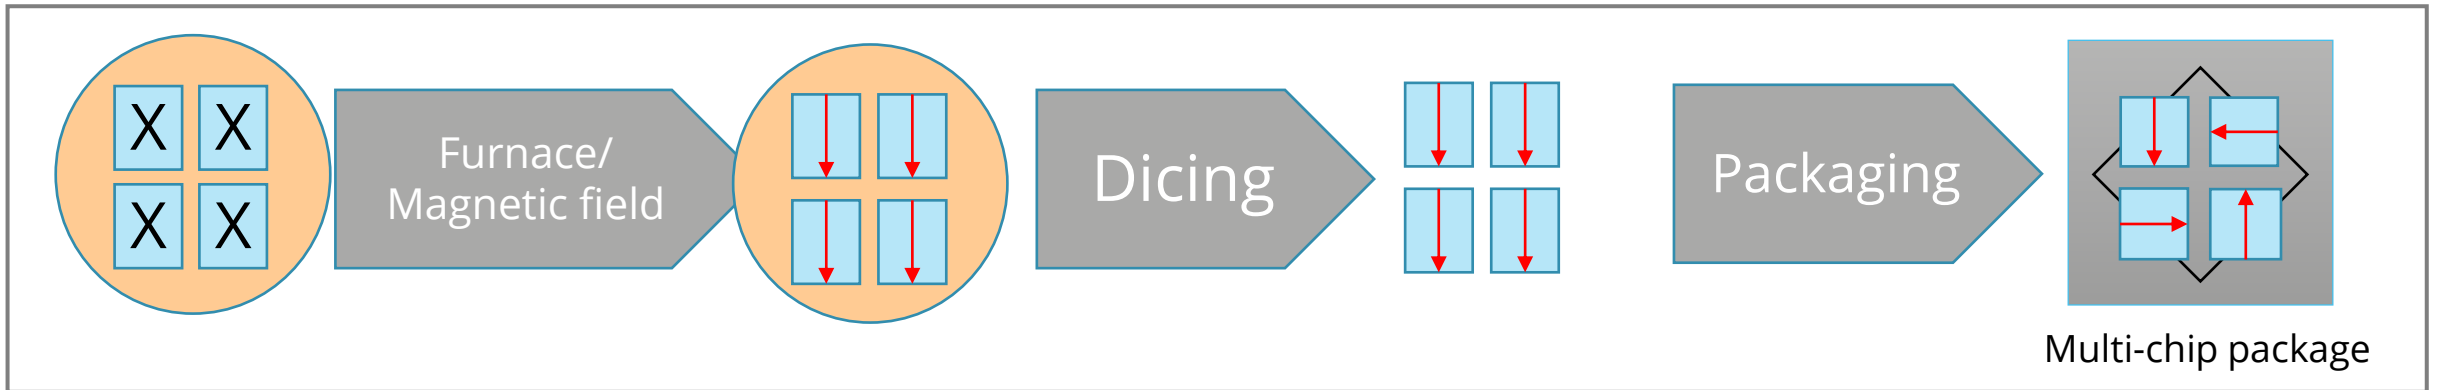 X X
X X
Furnace/
Magnetic field
Dicing
Packaging
Multi-chip package